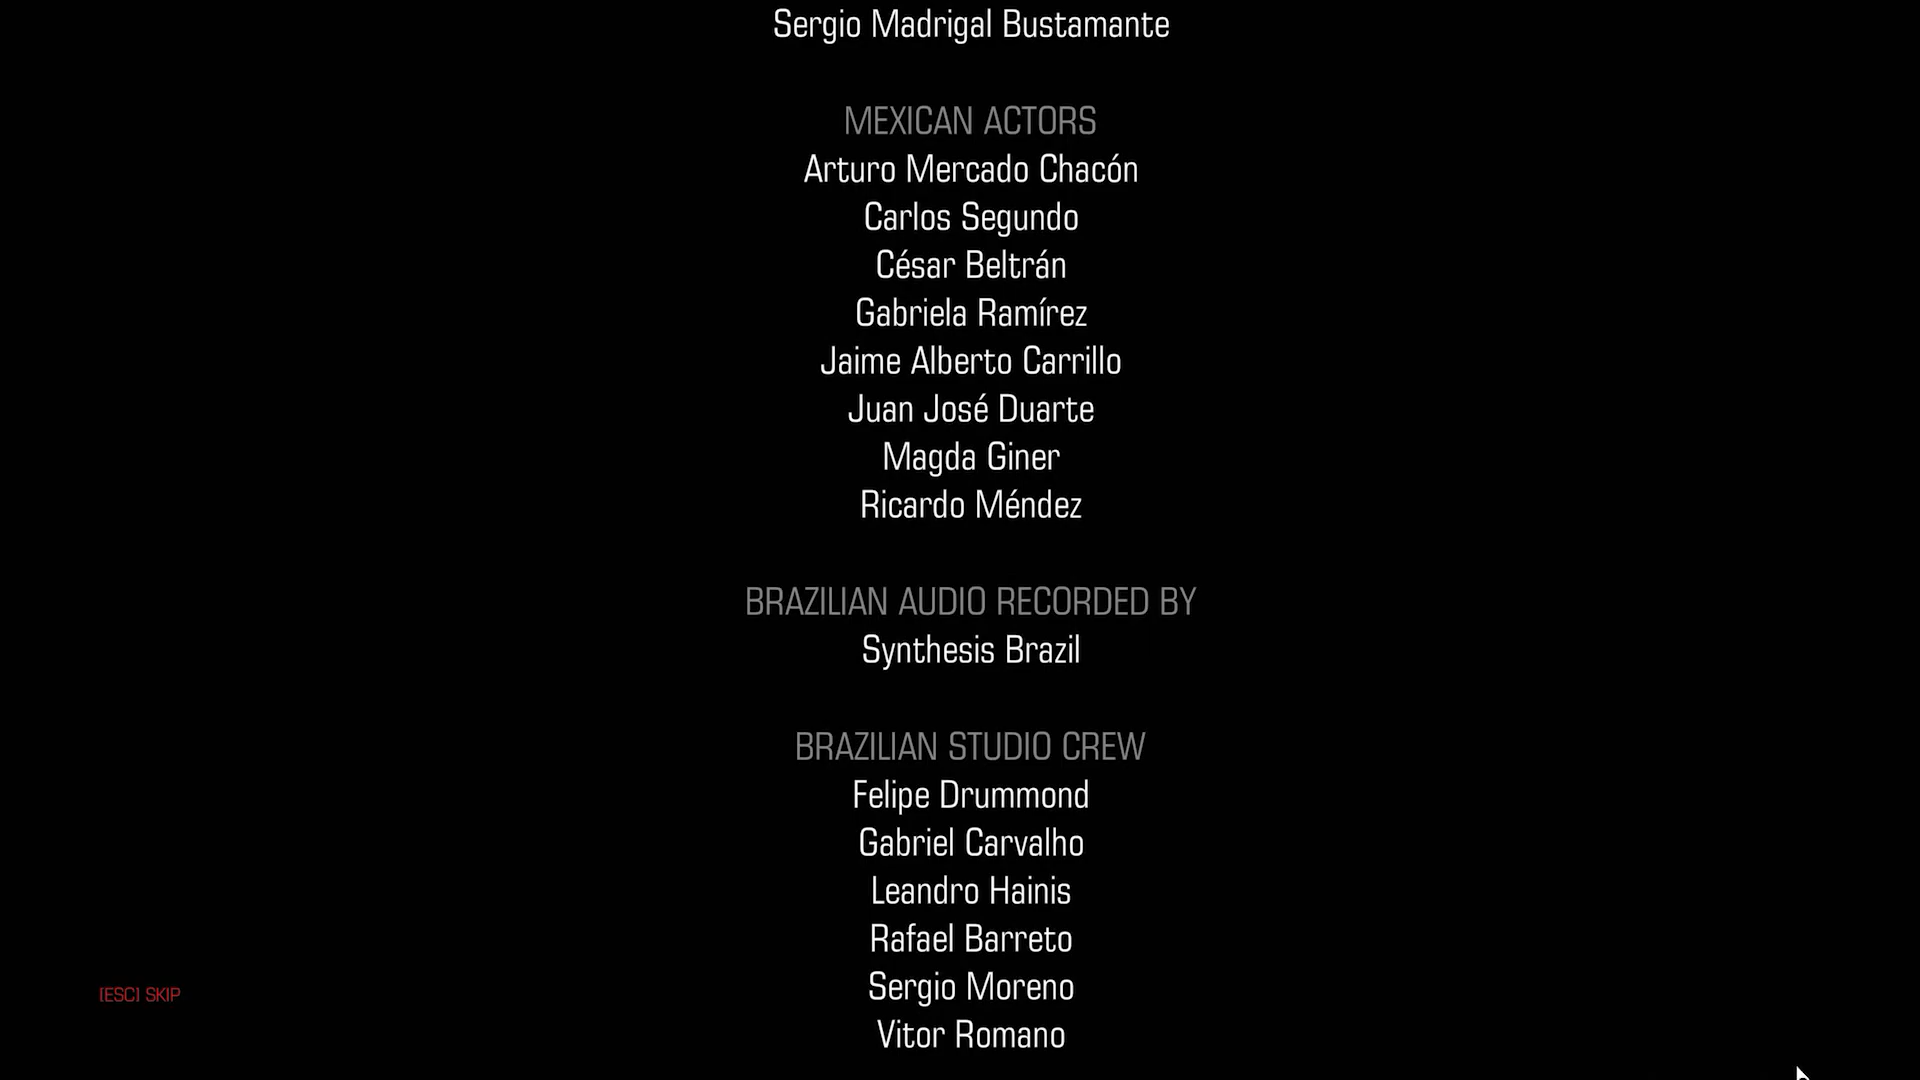 Sergio Madrigal Bustamante
MEXICAN ACTORS
Arturo Mercado Chacón
Carlos Segundo
César Beltrán
Gabriela Ramírez
Jaime Alberto Carrillo
Juan José Duarte
Magda Giner
Ricardo Méndez
BRAZILIAN AUDIO RECORDED BY
Synthesis Brazil
BRAZILIAN STUDIO CREW
Felipe Drummond
Gabriel Carvalho
Leandro Hainis
Rafael Barreto
Sergio Moreno
Vitor Romano
[ESC] SKIP